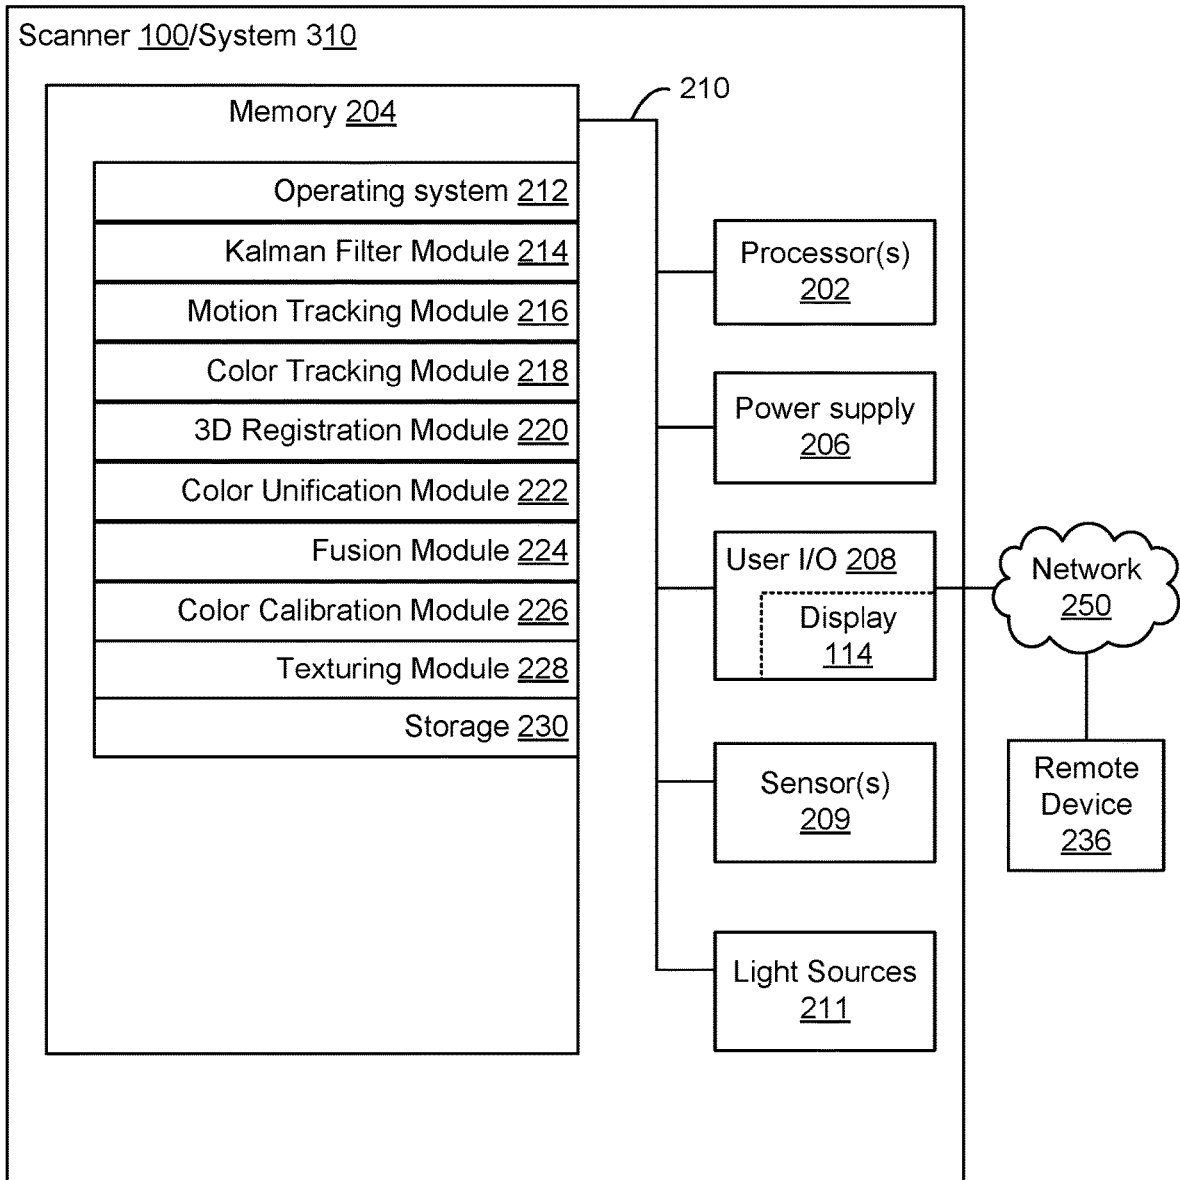 Scanner 100/System 310
Memory 204
210
Operating system 212
Kalman Filter Module 214
Motion Tracking Module 216
Color Tracking Module 218
3D Registration Module 220
Color Unification Module 222
Fusion Module 224
Color Calibration Module 226
Texturing Module 228
Storage 230
Processor(s)
202
Power supply
206
User I/O 208
Display
114
Sensor(s)
209
Light Sources
211
Network
250
Remote
Device
236